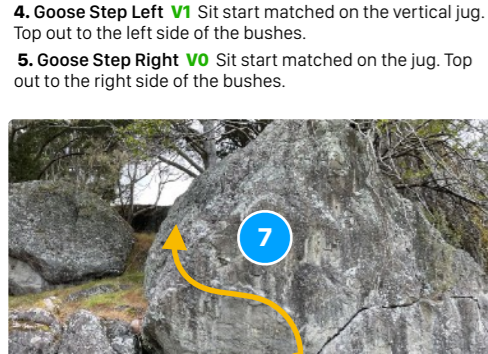 4. Goose Step Left V1 Sit start matched on the vertical jug.
Top out to the left side of the bushes.
5. Goose Step Right V0 Sit start matched on the jug. Top
out to the right side of the bushes.
7